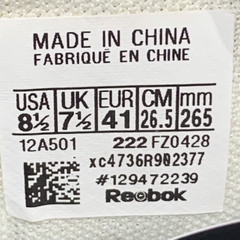 MADE IN CHINA
FABRIQUÉ EN CHINE
USA UK EUR CM mm
8½ 7½ 41 26.5 265
12A501 222 FZ0428
xc4736R902377
#129472239
Reebok